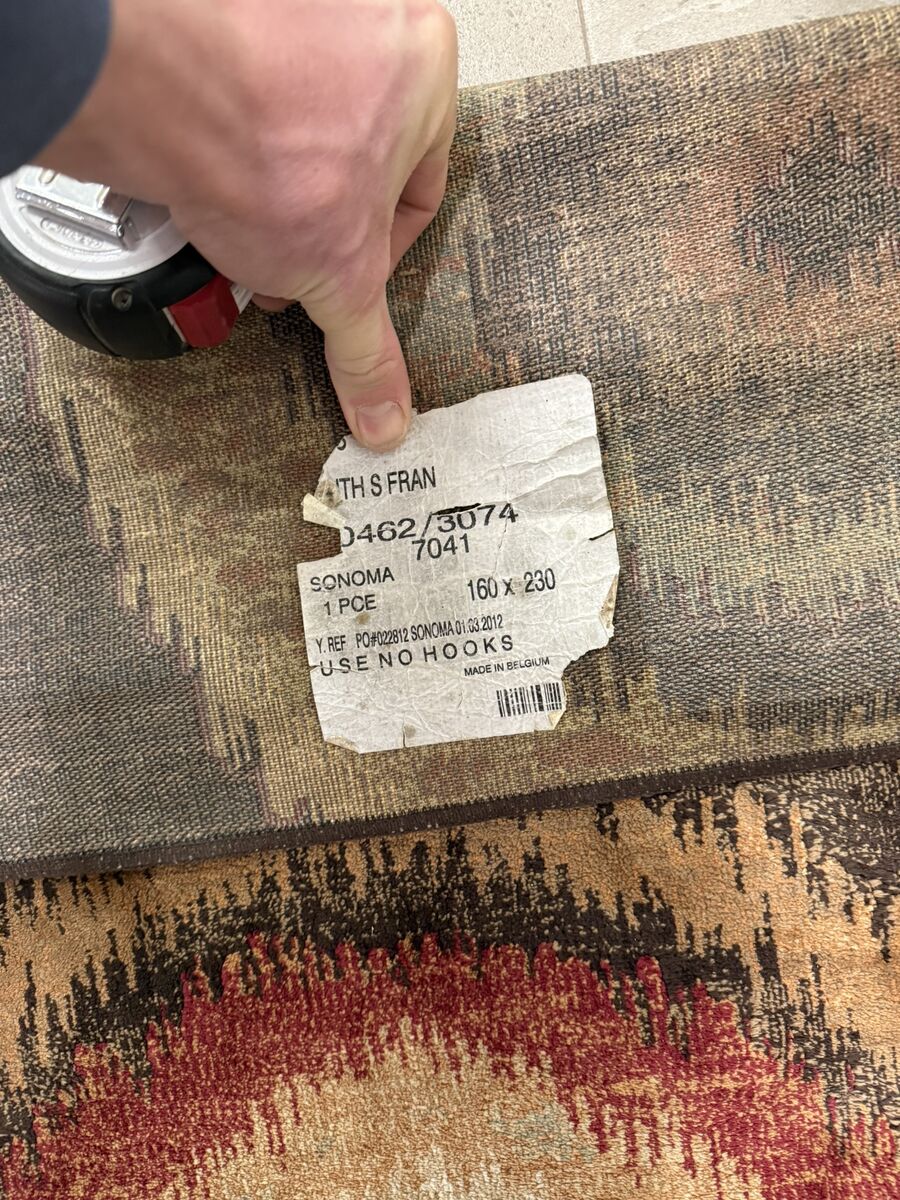 TH S FRAN
0462/3074
7041
SONOMA
160 x 230
1 PCE
Y. REF PO#022812 SONOMA 01.03.2012
USE NO HOOKS
MADE IN BELGIUM